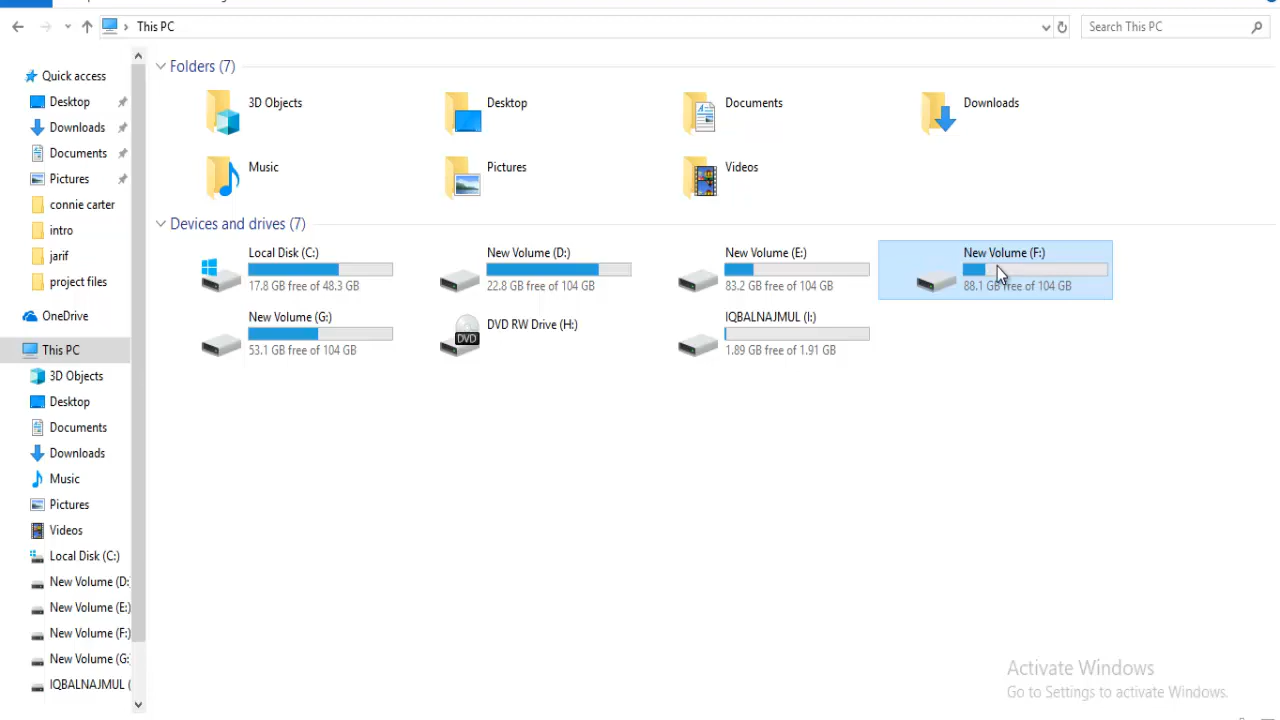 This PC
Search This PC
Quick access
Desktop
Downloads
Documents
Pictures
connie carter
intro
jarif
project files
OneDrive
This PC
3D Objects
Desktop
Documents
Downloads
Music
Pictures
Videos
Local Disk (C:)
New Volume (D:
New Volume (E:)
New Volume (F:)
New Volume (G:
IQBALNAJMUL (
Folders (7)
3D Objects
Desktop
Documents
Downloads
Music
Pictures
Videos
Devices and drives (7)
Local Disk (C:)
17.8 GB free of 48.3 GB
New Volume (D:)
22.8 GB free of 104 GB
New Volume (E:)
83.2 GB free of 104 GB
New Volume (F:)
88.1 GB free of 104 GB
New Volume (G:)
53.1 GB free of 104 GB
DVD RW Drive (H:)
DVD
IQBALNAJMUL (I:)
1.89 GB free of 1.91 GB
Activate Windows
Go to Settings to activate Windows.